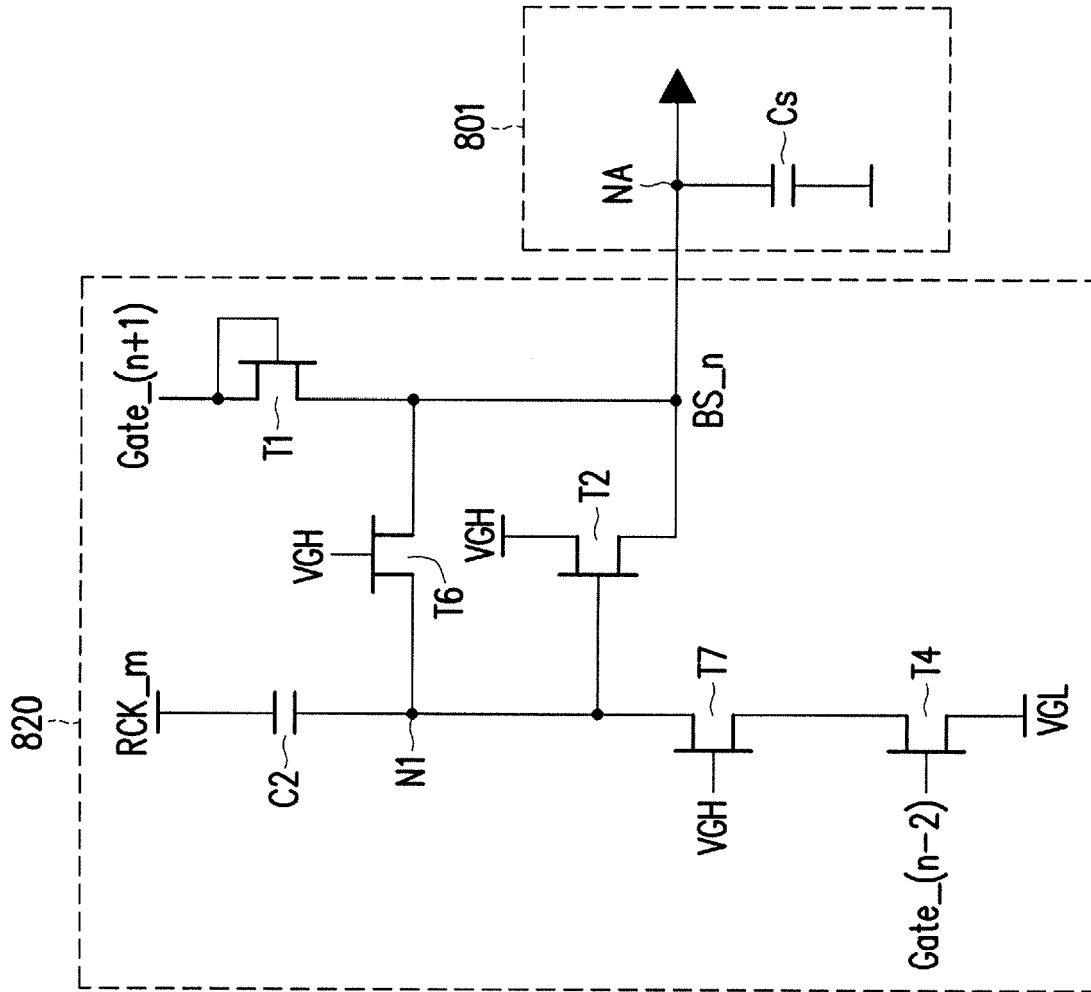 820
801
RCK_m
Gate_(n+1)
C2
VGH
T1
N1
T6
VGH
T2
NA
Cs
BS_n
VGH
T7
Gate_(n-2)
T4
VGL